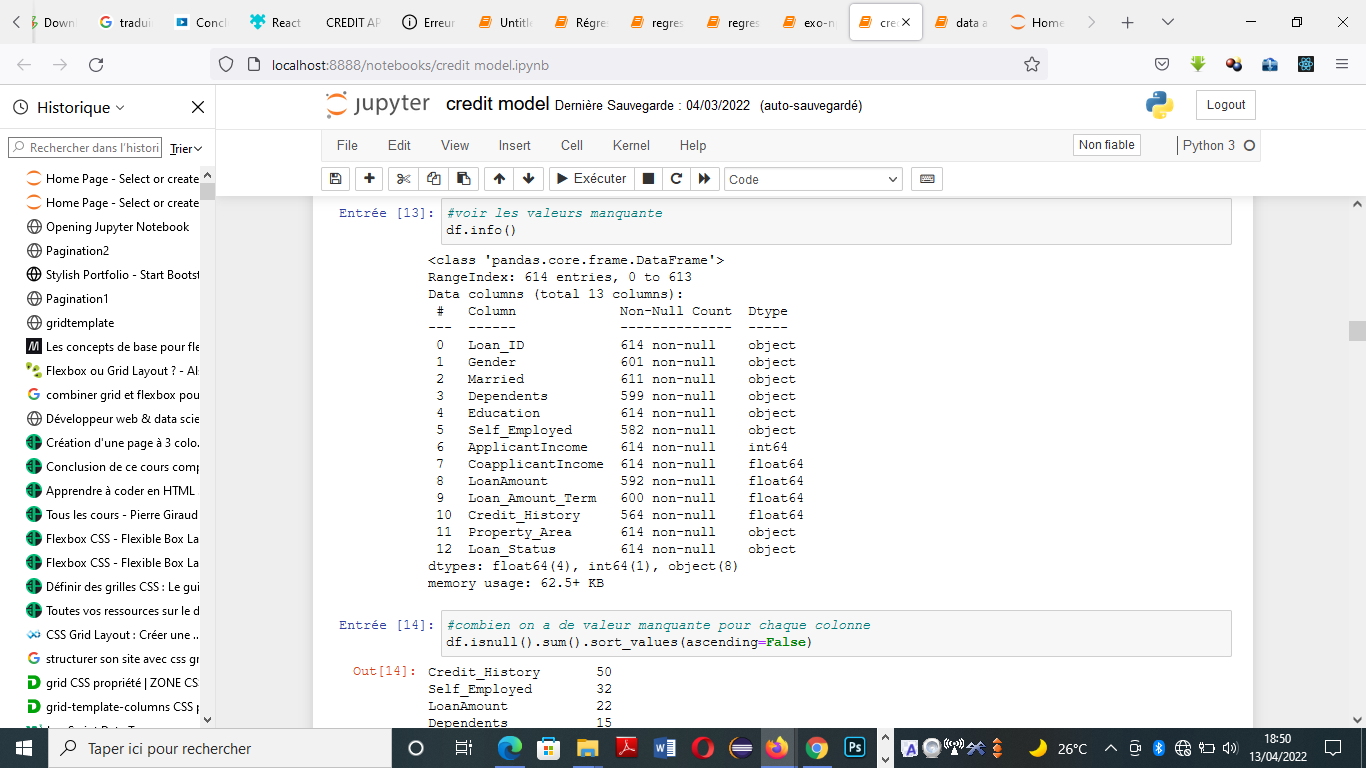 Down
traduir
Concl
React
CREDIT AP
Erreur
Untitle
Régres
regres
regres
exo-n
cre
data a
Home
localhost:8888/notebooks/credit model.ipynb
Historique
Rechercher dans l'histori
Trier
Home Page - Select or create
Home Page - Select or create
Opening Jupyter Notebook
Pagination2
Stylish Portfolio - Start Bootst
Pagination1
gridtemplate
Les concepts de base pour fle
Flexbox ou Grid Layout ? - Als
combiner grid et flexbox pou
Développeur web & data scie
Création d'une page à 3 colo...
Conclusion de ce cours comp
Apprendre à coder en HTML
Tous les cours - Pierre Giraud
Flexbox CSS - Flexible Box La
Flexbox CSS - Flexible Box La
Définir des grilles CSS : Le gui
Toutes vos ressources sur le d
CSS Grid Layout : Créer une ...
structurer son site avec css gr
grid CSS propriété | ZONE CS
grid-template-columns CSS p
jupyter credit model Dernière Sauvegarde : 04/03/2022 (auto-sauvegardé)
Logout
File Edit View Insert Cell Kernel Help
Non fiable
Python 3
Exécuter
Code
Entrée [13]: #voir les valeurs manquante
df.info()
<class 'pandas.core.frame.DataFrame'>
RangeIndex: 614 entries, 0 to 613
Data columns (total 13 columns):
# Column Non-Null Count Dtype
--- ------ -------------- -----
0 Loan_ID 614 non-null object
1 Gender 601 non-null object
2 Married 611 non-null object
3 Dependents 599 non-null object
4 Education 614 non-null object
5 Self_Employed 582 non-null object
6 ApplicantIncome 614 non-null int64
7 CoapplicantIncome 614 non-null float64
8 LoanAmount 592 non-null float64
9 Loan_Amount_Term 600 non-null float64
10 Credit_History 564 non-null float64
11 Property_Area 614 non-null object
12 Loan_Status 614 non-null object
dtypes: float64(4), int64(1), object(8)
memory usage: 62.5+ KB
Entrée [14]: #combien on a de valeur manquante pour chaque colonne
df.isnull().sum().sort_values(ascending=False)
Out[14]: Credit_History 50
Self_Employed 32
LoanAmount 22
Dependents 15
Taper ici pour rechercher
26°C
18:50
13/04/2022